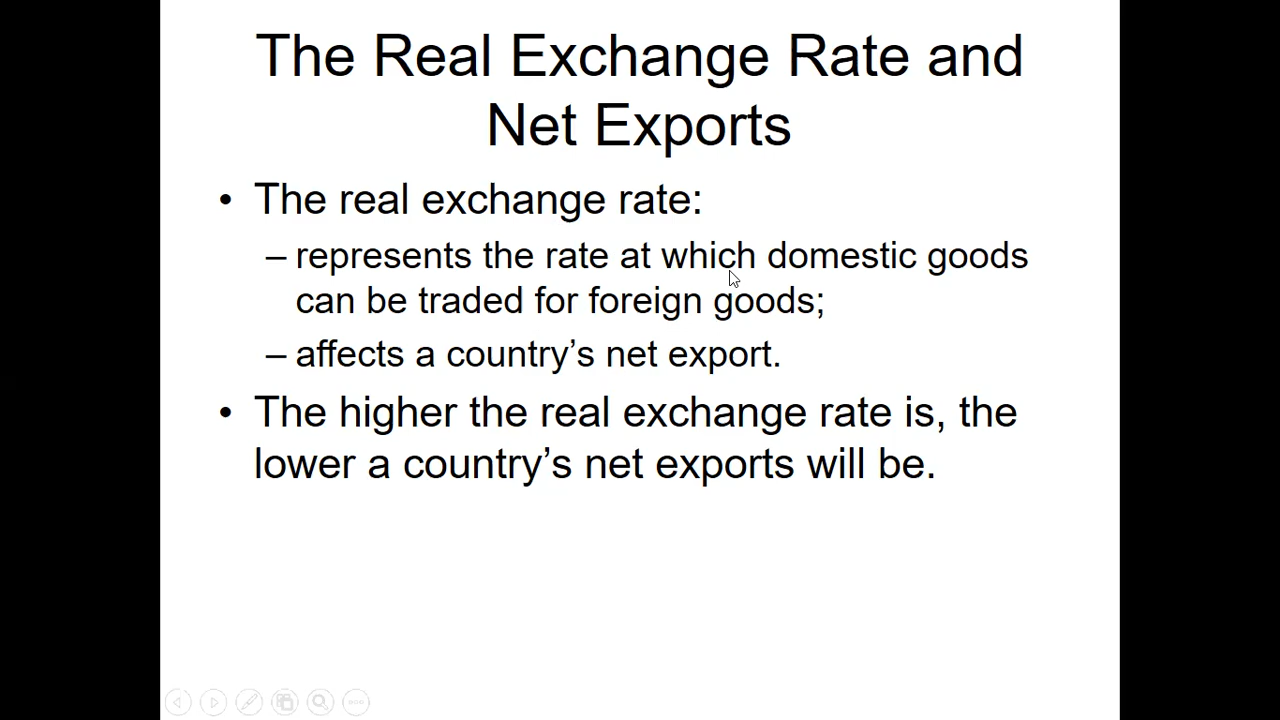 The Real Exchange Rate and
Net Exports
• The real exchange rate:
– represents the rate at which domestic goods
can be traded for foreign goods;
– affects a country’s net export.
• The higher the real exchange rate is, the
lower a country’s net exports will be.